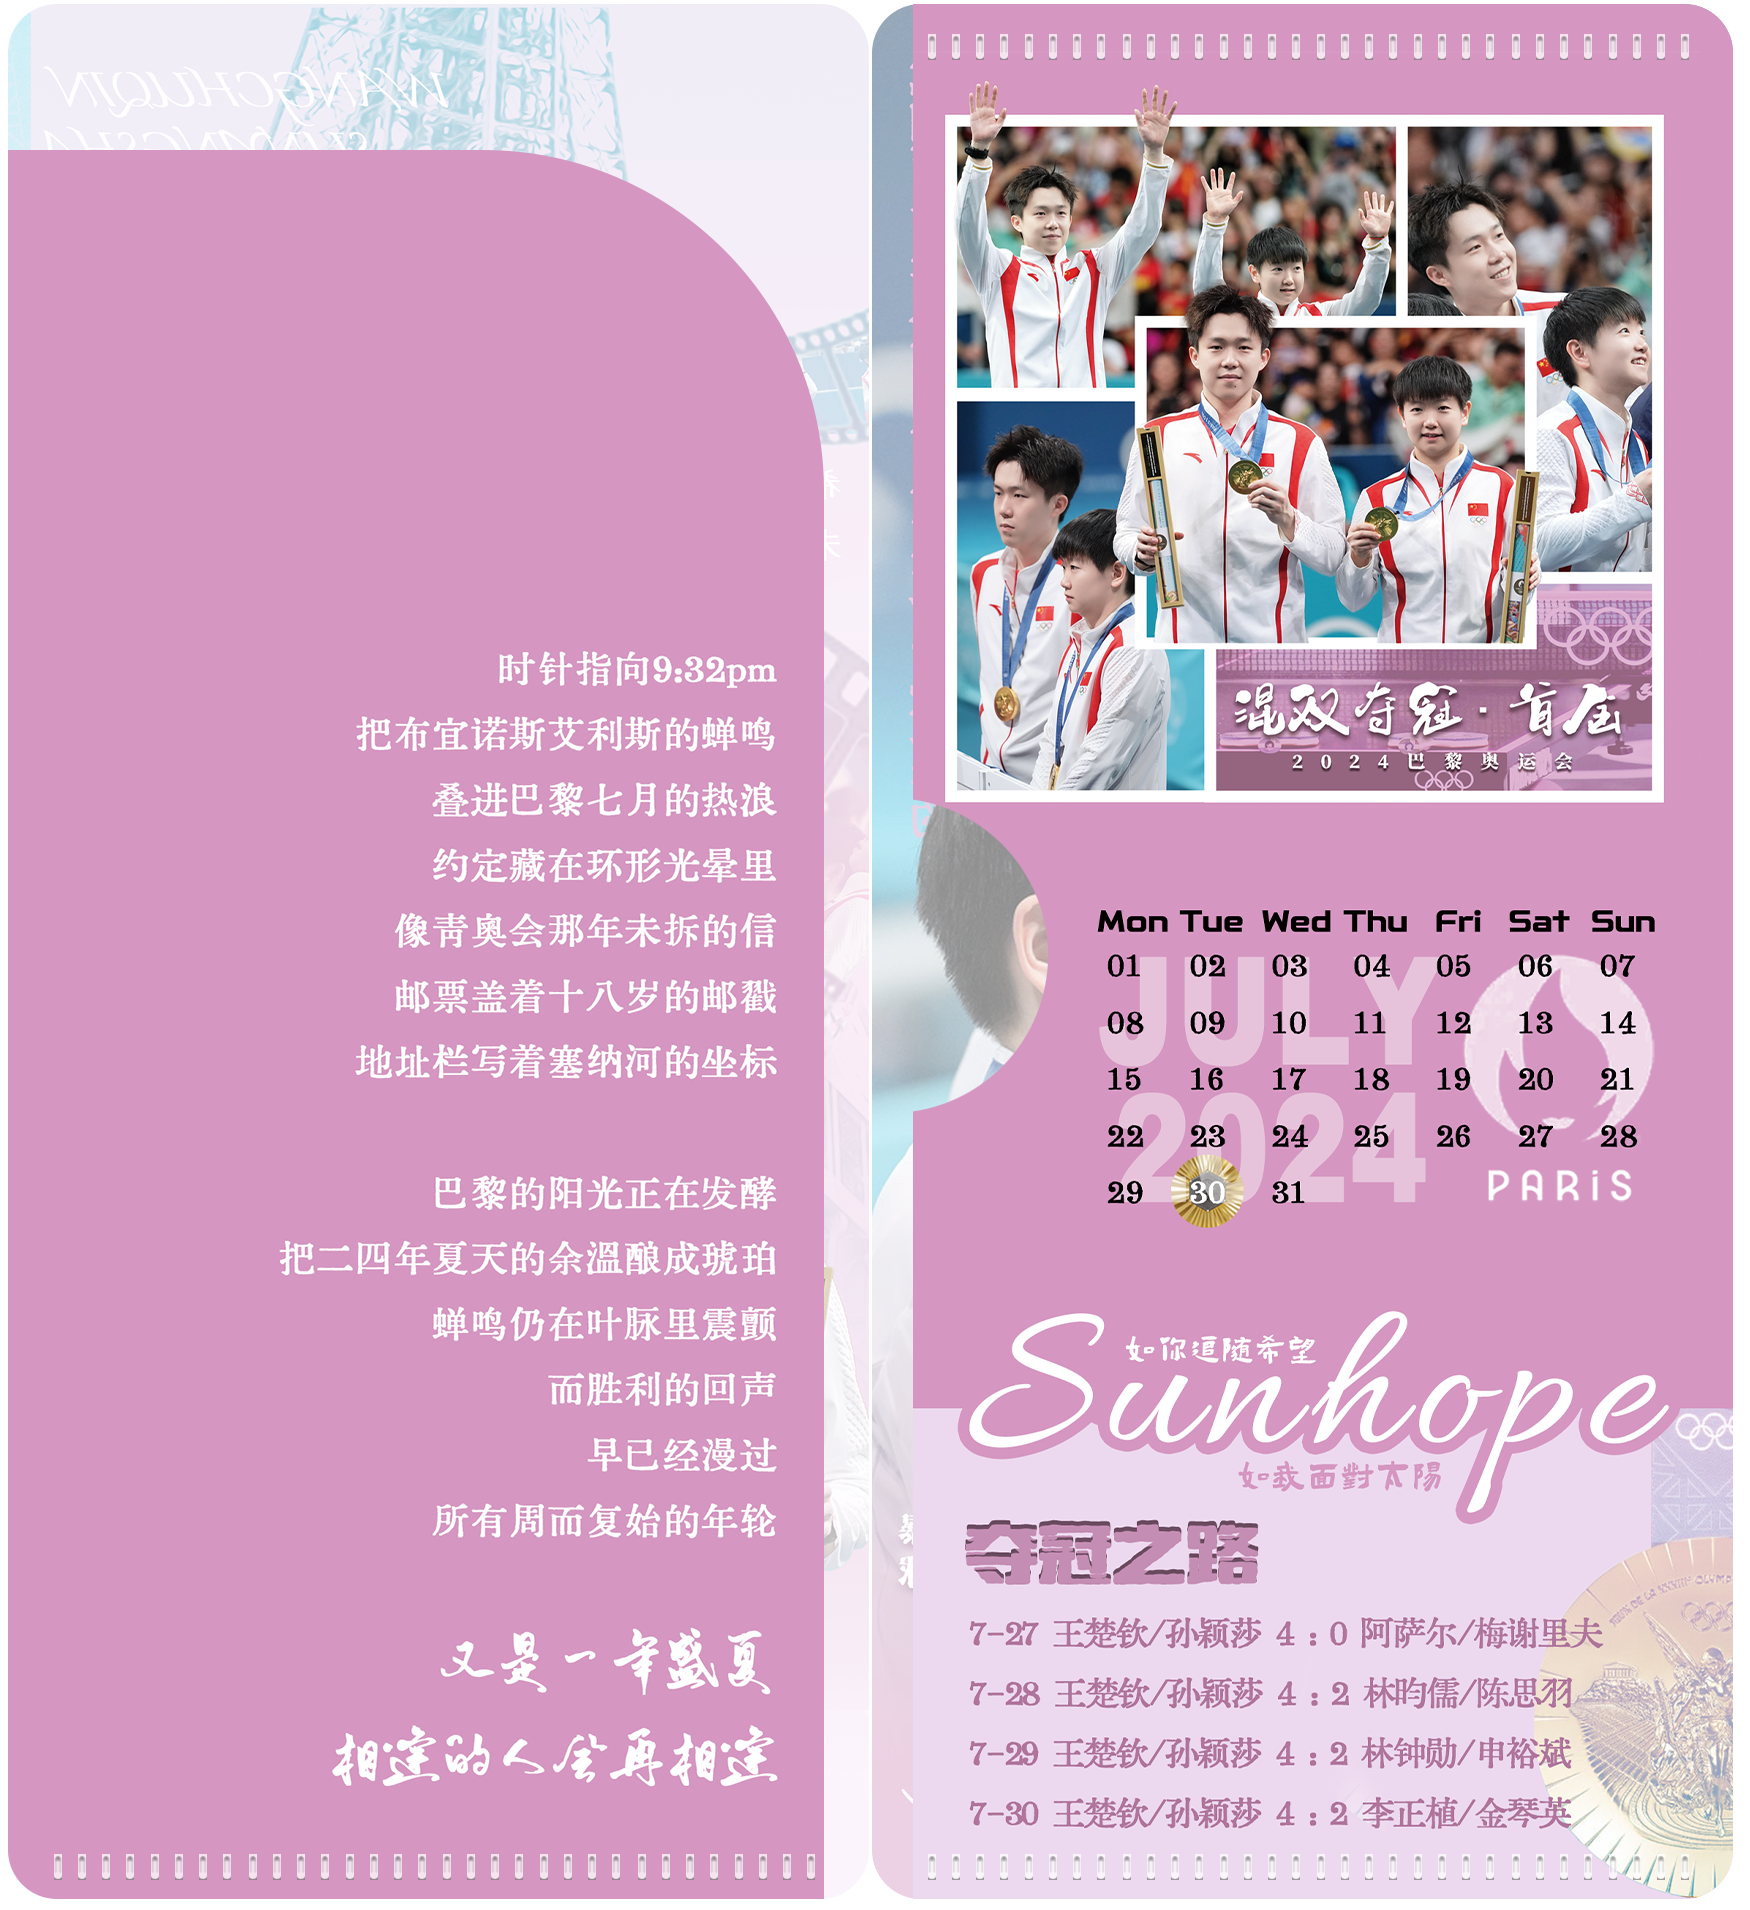 WANGCHUQIN
SUNYINGSHA
时针指向9:32pm
把布宜诺斯艾利斯的蝉鸣
叠进巴黎七月的热浪
约定藏在环形光晕里
像青奥会那年未拆的信
邮票盖着十八岁的邮戳
地址栏写着塞纳河的坐标
巴黎的阳光正在发酵
把二四年夏天的余温酿成琥珀
蝉鸣仍在叶脉里震颤
而胜利的回声
早已经漫过
所有周而复始的年轮
又是一年盛夏
相逢的人会再相逢
混双夺冠·首金
2024巴黎奥运会
Mon Tue Wed Thu Fri Sat Sun
01 02 03 04 05 06 07
08 09 10 11 12 13 14
15 16 17 18 19 20 21
22 23 24 25 26 27 28
29 30 31
JULY
2024
PARIS
如你追随希望
Sunhope
如我面對太陽
夺冠之路
7-27 王楚钦/孙颖莎 4:0 阿萨尔/梅谢里夫
7-28 王楚钦/孙颖莎 4:2 林昀儒/陈思羽
7-29 王楚钦/孙颖莎 4:2 林钟勋/申裕斌
7-30 王楚钦/孙颖莎 4:2 李正植/金琴英